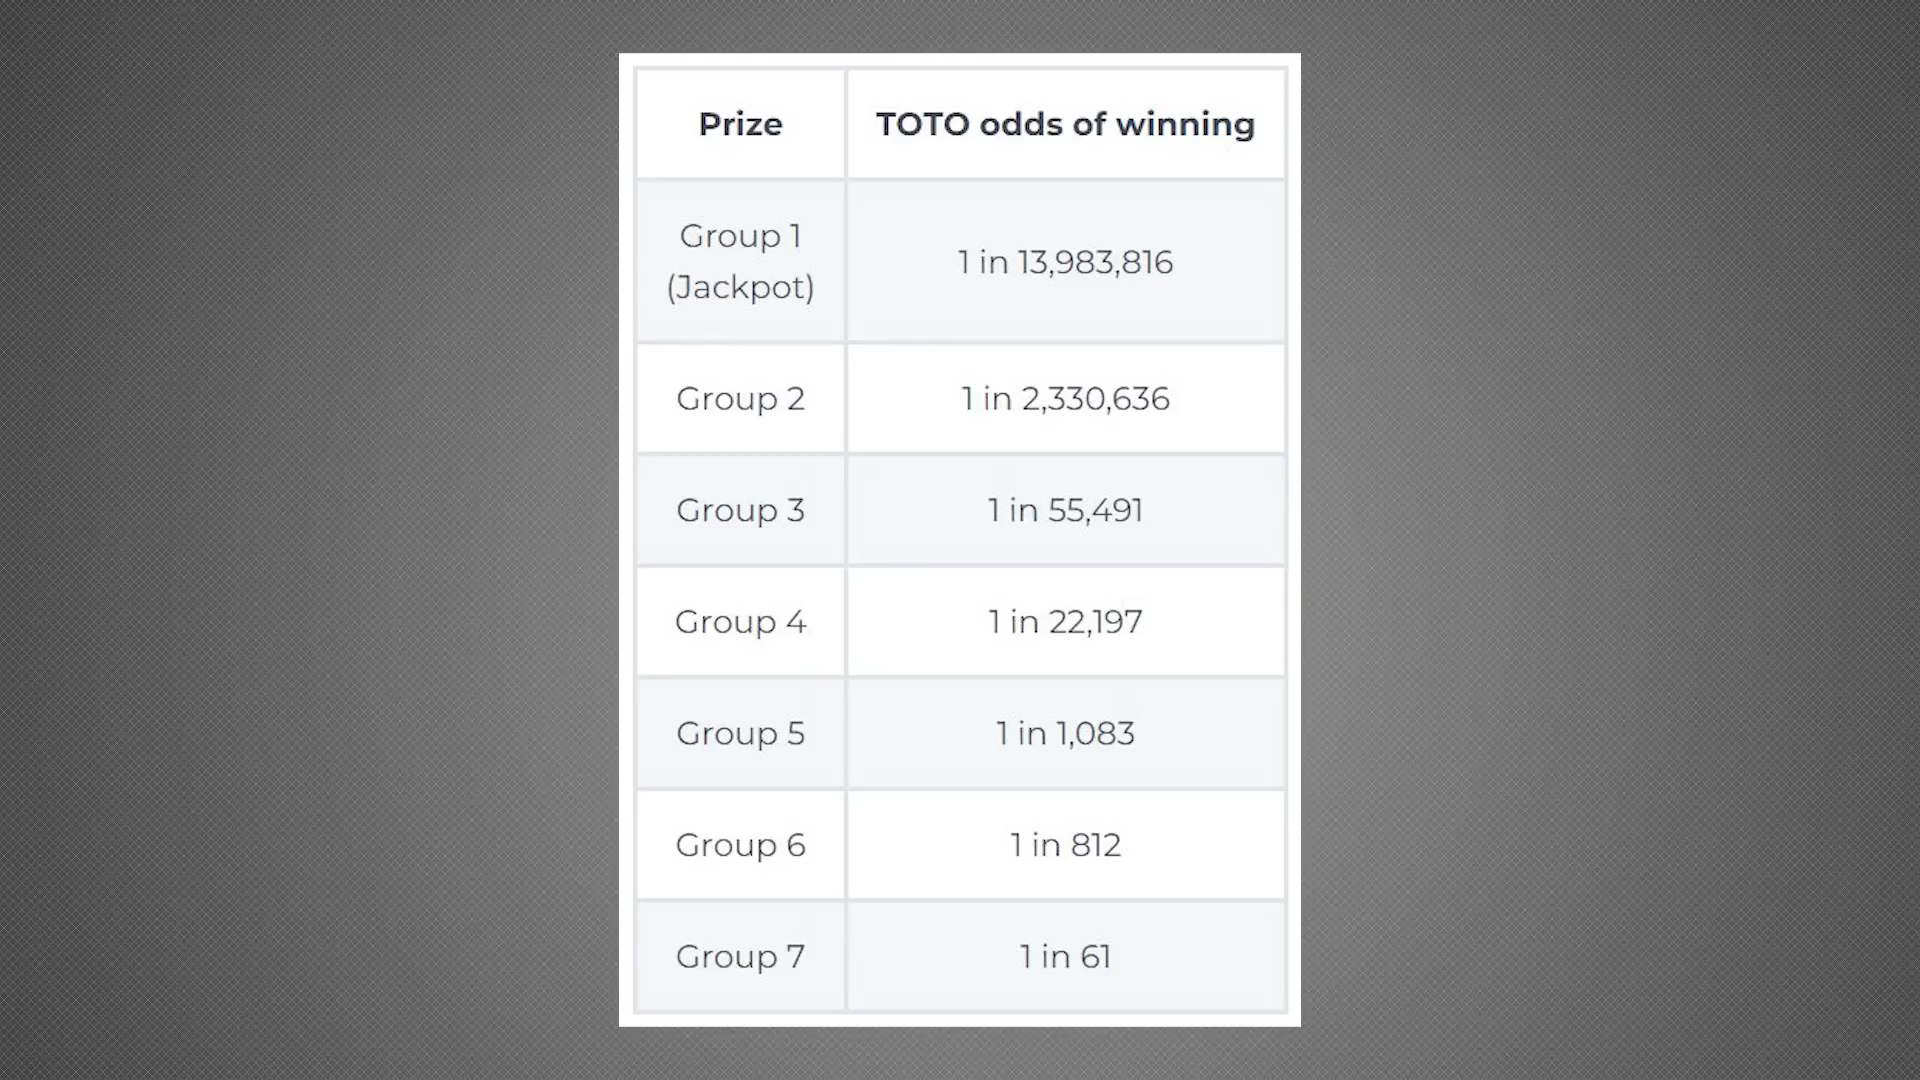 Prize TOTO odds of winning
Group 1
(Jackpot)
1 in 13,983,816
Group 2 1 in 2,330,636
Group 3 1 in 55,491
Group 4 1 in 22,197
Group 5 1 in 1,083
Group 6 1 in 812
Group 7 1 in 61